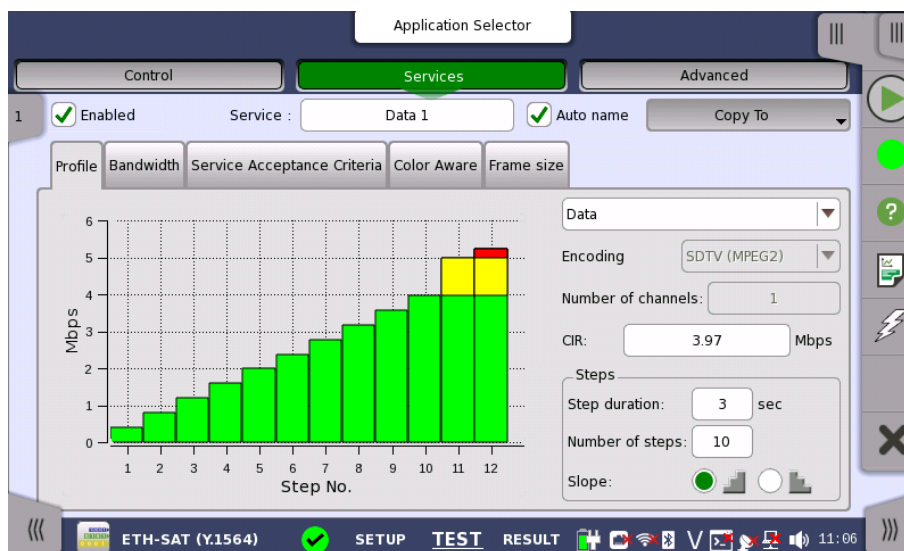 Application Selector
Control Services Advanced
1 Enabled Service : Data 1 Auto name Copy To
Profile Bandwidth Service Acceptance Criteria Color Aware Frame size
Data
Encoding SDTV (MPEG2)
Number of channels: 1
CIR: 3.97 Mbps
Steps
Step duration: 3 sec
Number of steps: 10
Slope:
Mbps
6
5
4
3
2
1
0
1 2 3 4 5 6 7 8 9 10 11 12
Step No.
((( ETH-SAT (Y.1564) SETUP TEST RESULT V 11:06 )))